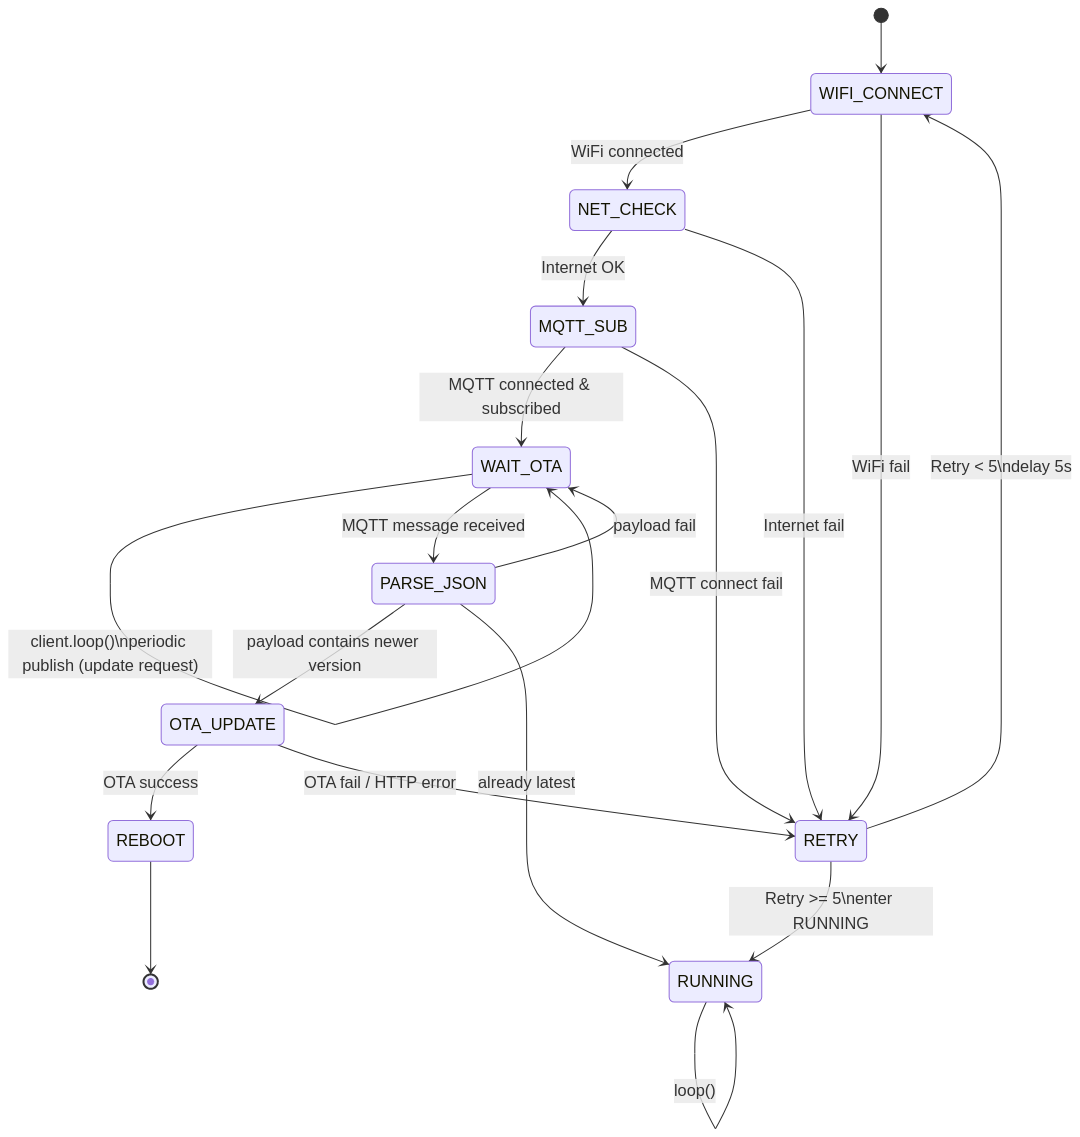 WIFI_CONNECT
WiFi connected
NET_CHECK
Internet OK
MQTT_SUB
MQTT connected &
subscribed
WAIT_OTA
WiFi fail
Retry < 5\ndelay 5s
MQTT message received
payload fail
Internet fail
PARSE_JSON
MQTT connect fail
client.loop()\nperiodic
publish (update request)
payload contains newer
version
OTA_UPDATE
OTA success
OTA fail / HTTP error
already latest
REBOOT
RETRY
Retry >= 5\nenter
RUNNING
RUNNING
loop()